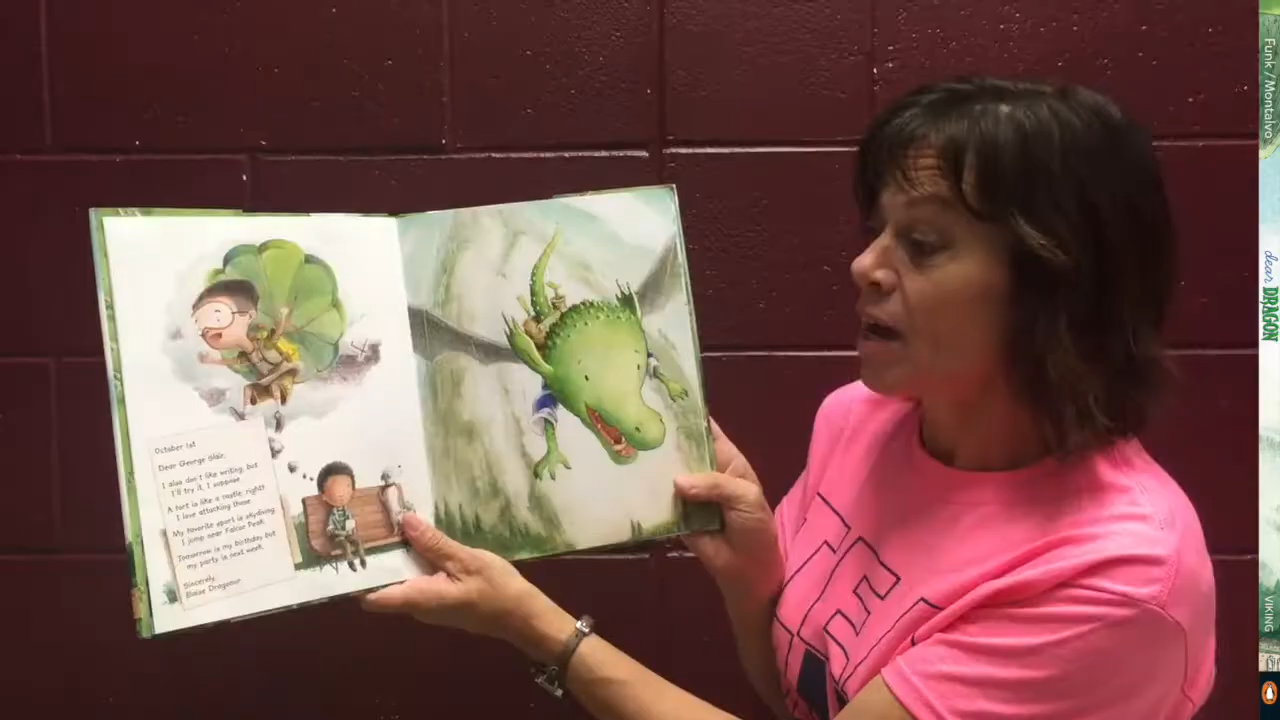 October 1st
Dear George Slair,
I also don't like writing, but
I'll try it, I suppose.
A fort is like a castle, right?
I love attacking those.
My favorite sport is skydiving.
I jump near Falcor Peak.
Tomorrow is my birthday, but
my party is next week.
Sincerely,
Blaise Dragomir
Funk / Montalvo
dear
DRAGON
VIKING